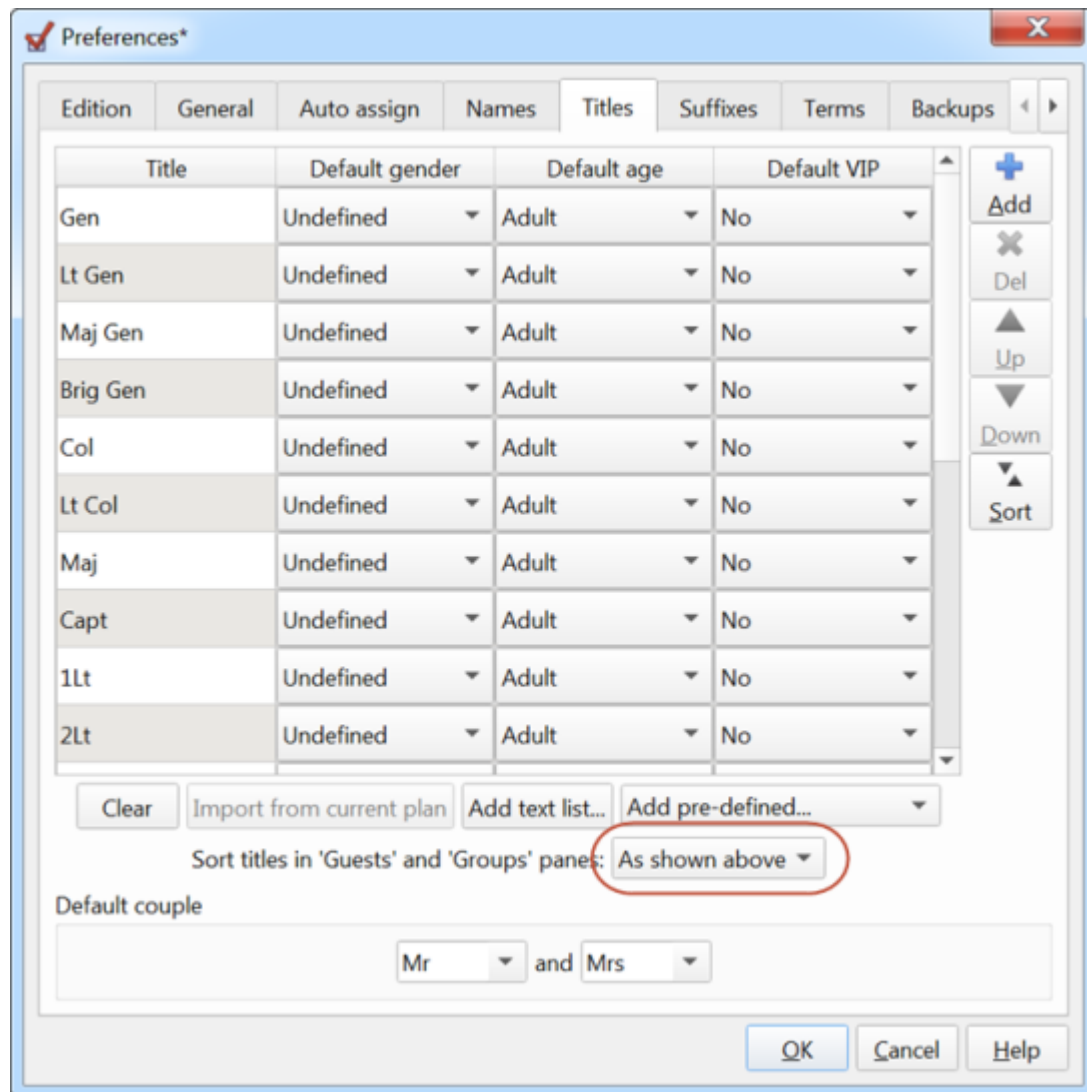 Preferences*
Edition General Auto assign Names Titles Suffixes Terms Backups
Title Default gender Default age Default VIP
Gen Undefined Adult No
Lt Gen Undefined Adult No
Maj Gen Undefined Adult No
Brig Gen Undefined Adult No
Col Undefined Adult No
Lt Col Undefined Adult No
Maj Undefined Adult No
Capt Undefined Adult No
1Lt Undefined Adult No
2Lt Undefined Adult No
Add
Del
Up
Down
Sort
Clear Import from current plan Add text list... Add pre-defined...
Sort titles in 'Guests' and 'Groups' panes: As shown above
Default couple
Mr and Mrs
OK Cancel Help